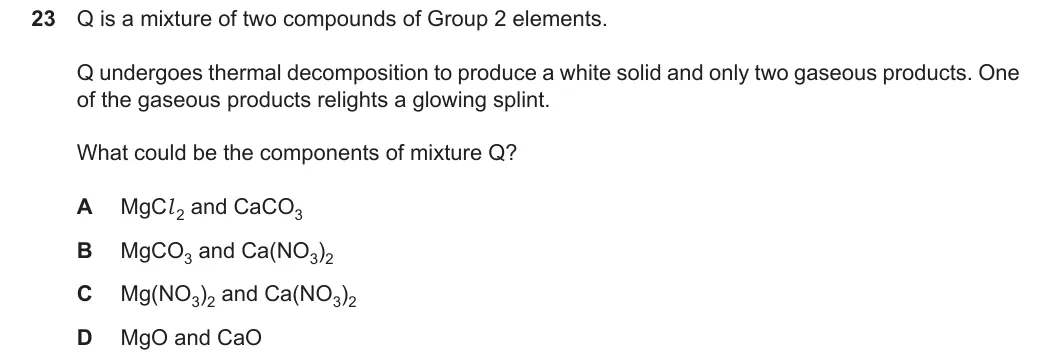 23 Q is a mixture of two compounds of Group 2 elements.
Q undergoes thermal decomposition to produce a white solid and only two gaseous products. One
of the gaseous products relights a glowing splint.
What could be the components of mixture Q?
A MgCl₂ and CaCO₃
B MgCO₃ and Ca(NO₃)₂
C Mg(NO₃)₂ and Ca(NO₃)₂
D MgO and CaO